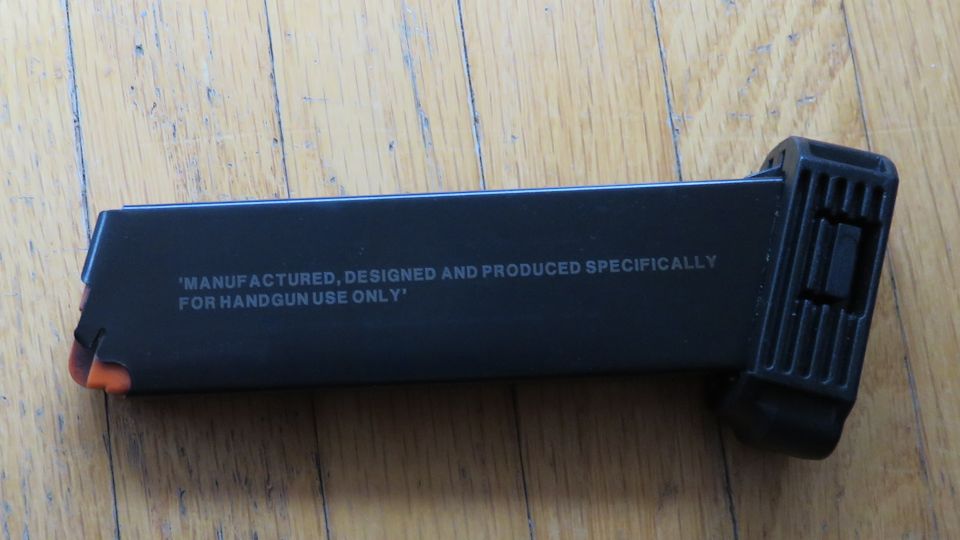 'MANUFACTURED, DESIGNED AND PRODUCED SPECIFICALLY
FOR HANDGUN USE ONLY'